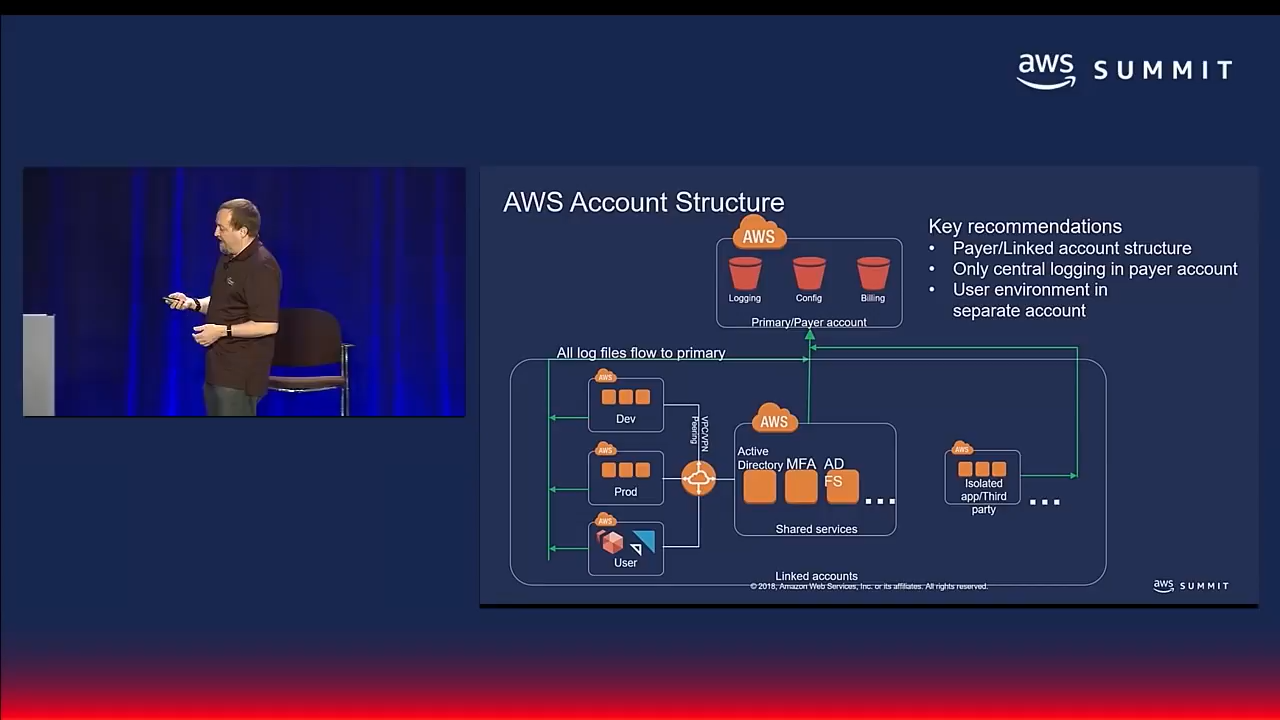 aws SUMMIT
AWS Account Structure
AWS
Logging
Config
Billing
Primary/Payer account
Key recommendations
• Payer/Linked account structure
• Only central logging in payer account
• User environment in
separate account
All log files flow to primary
AWS
Dev
AWS
Prod
AWS
User
VPC/VPN
Peering
AWS
Active
Directory
MFA
AD
FS
...
Shared services
AWS
Isolated
app/Third
party
...
Linked accounts
© 2018, Amazon Web Services, Inc. or its affiliates. All rights reserved.
aws SUMMIT